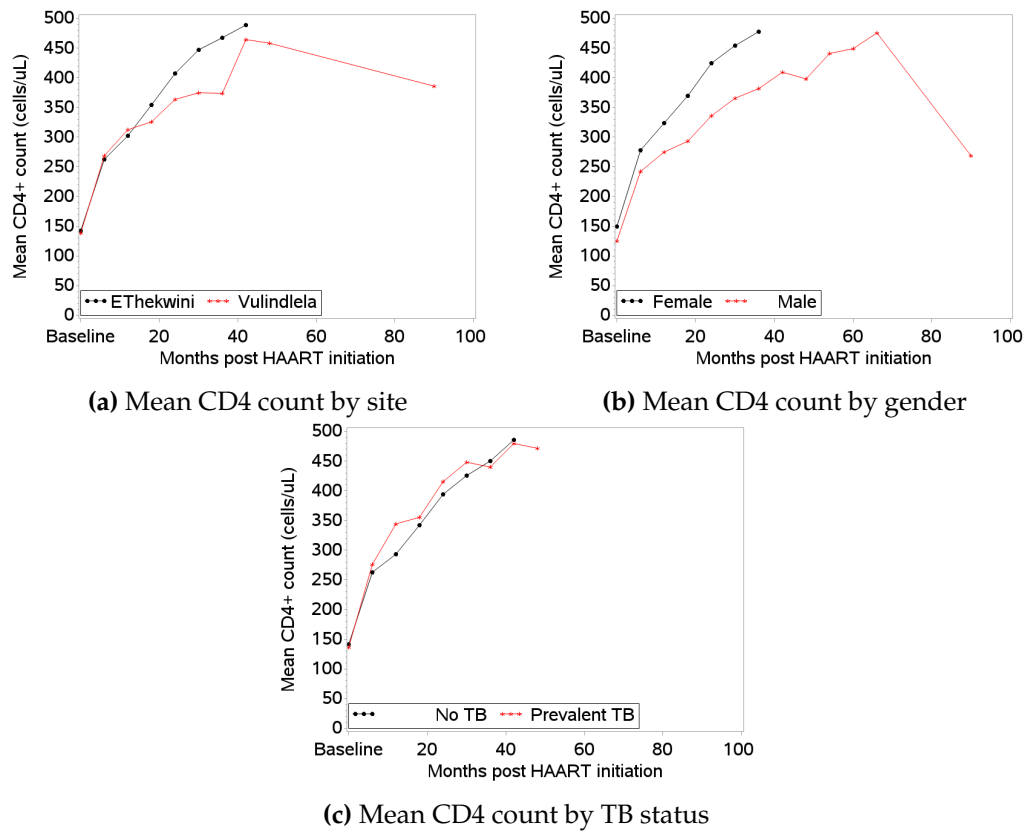 500
450
400
350
300
250
200
150
100
50
0
Mean CD4+ count (cells/uL)
EThekwini Vulindlela
Baseline 20 40 60 80 100
Months post HAART initiation
(a) Mean CD4 count by site
500
450
400
350
300
250
200
150
100
50
0
Mean CD4+ count (cells/uL)
Female Male
Baseline 20 40 60 80 100
Months post HAART initiation
(b) Mean CD4 count by gender
500
450
400
350
300
250
200
150
100
50
0
Mean CD4+ count (cells/uL)
No TB Prevalent TB
Baseline 20 40 60 80 100
Months post HAART initiation
(c) Mean CD4 count by TB status